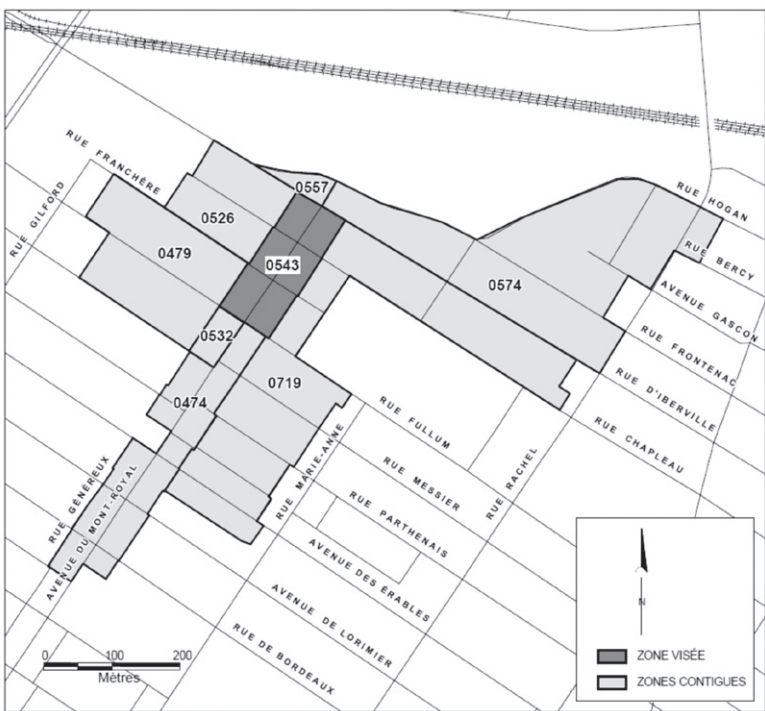 RUE FRANCHÈRE
RUE GILFORD
0557
0526
0479
0543
RUE HOGAN
RUE BERCY
0574
AVENUE GASCON
0532
RUE FRONTENAC
0719
RUE D'IBERVILLE
0474
RUE FULLUM
RUE CHAPLEAU
RUE MARIE-ANNE
RUE MESSIER
RUE RACHEL
RUE GÉNÉREUX
AVENUE DU MONT-ROYAL
RUE PARTHENAIS
AVENUE DES ÉRABLES
AVENUE DE LORIMIER
RUE DE BORDEAUX
0 100 200
Mètres
N
ZONE VISÉE
ZONES CONTIGUES